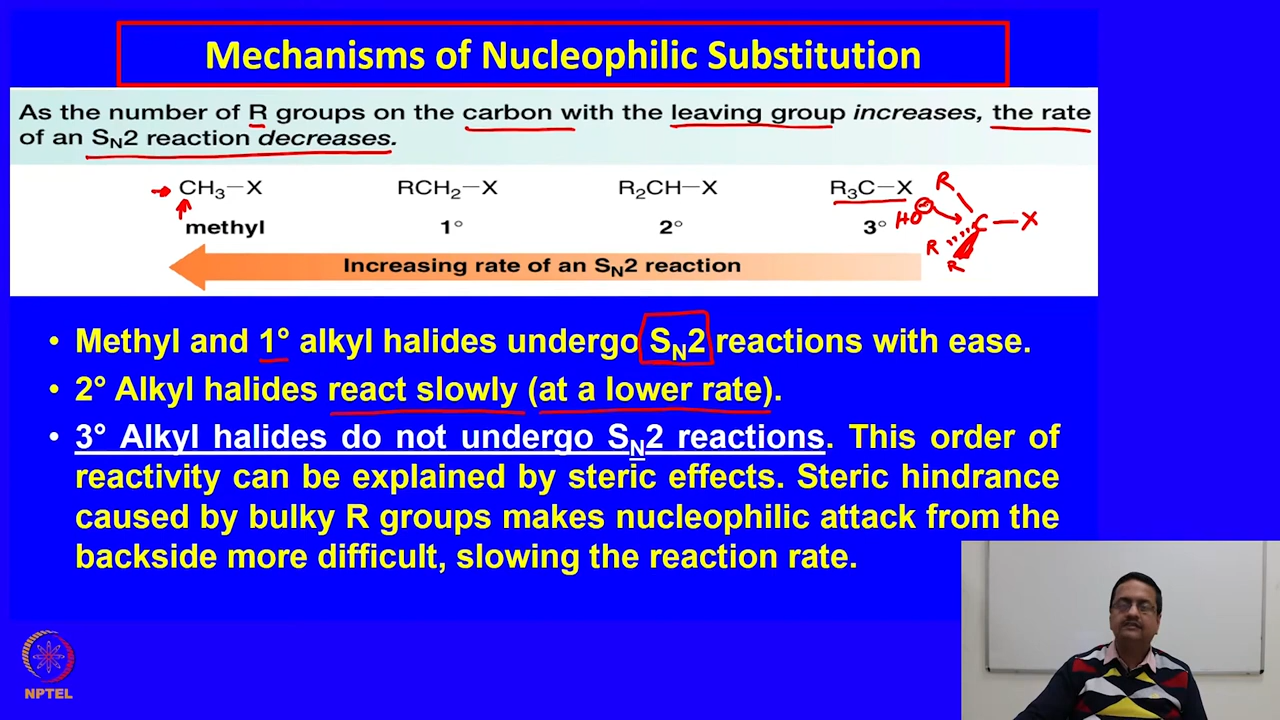 Mechanisms of Nucleophilic Substitution
As the number of R groups on the carbon with the leaving group increases, the rate
of an SN2 reaction decreases.
CH3–X RCH2–X R2CH–X R3C–X
methyl 1° 2° 3°
R
HO⊖ C–X
R
R
Increasing rate of an SN2 reaction
• Methyl and 1° alkyl halides undergo SN2 reactions with ease.
• 2° Alkyl halides react slowly (at a lower rate).
• 3° Alkyl halides do not undergo SN2 reactions. This order of
reactivity can be explained by steric effects. Steric hindrance
caused by bulky R groups makes nucleophilic attack from the
backside more difficult, slowing the reaction rate.
NPTEL